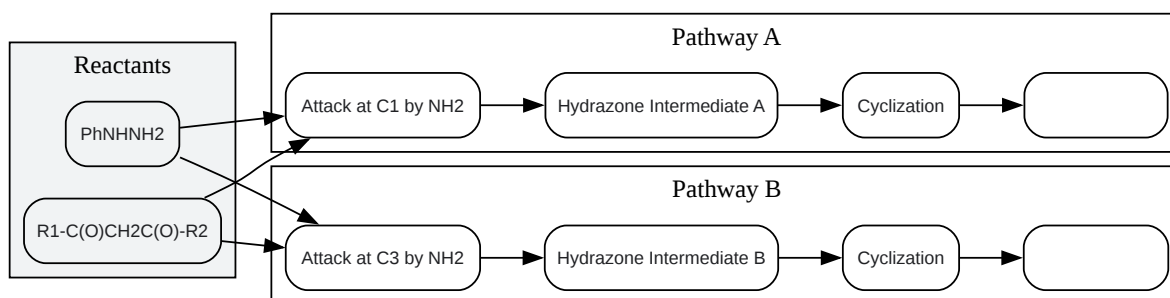 Reactants
PhNHNH2
R1-C(O)CH2C(O)-R2
Pathway A
Attack at C1 by NH2
Hydrazone Intermediate A
Cyclization
Pathway B
Attack at C3 by NH2
Hydrazone Intermediate B
Cyclization